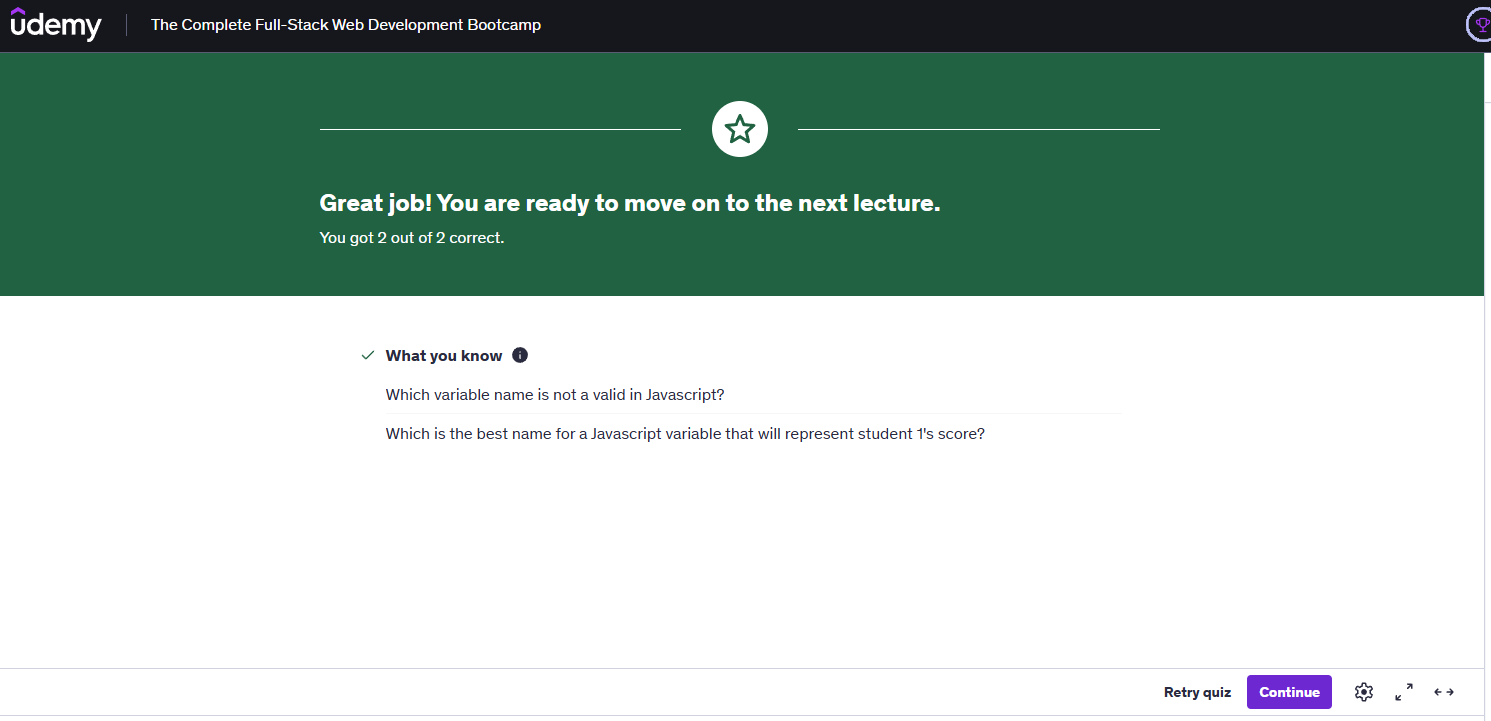 udemy
The Complete Full-Stack Web Development Bootcamp
Great job! You are ready to move on to the next lecture.
You got 2 out of 2 correct.
What you know
Which variable name is not a valid in Javascript?
Which is the best name for a Javascript variable that will represent student 1's score?
Retry quiz
Continue